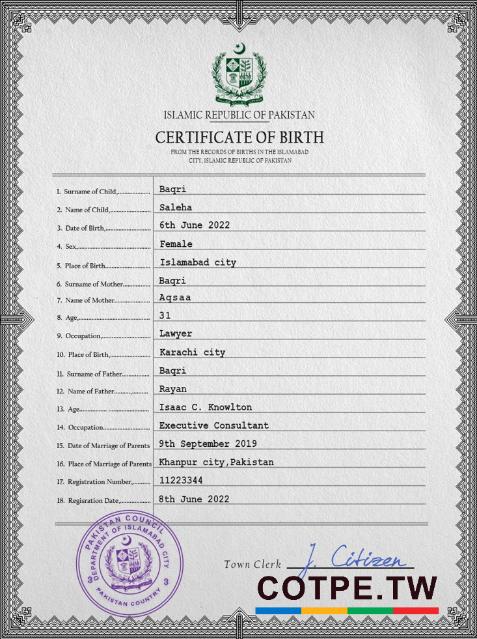 ISLAMIC REPUBLIC OF PAKISTAN
CERTIFICATE OF BIRTH
FROM THE RECORDS OF BIRTHS IN THE ISLAMABAD
CITY, ISLAMIC REPUBLIC OF PAKISTAN
1. Surname of Child,............... Baqri
2. Name of Child,............... Saleha
3. Date of Birth,............... 6th June 2022
4. Sex,............... Female
5. Place of Birth,............... Islamabad city
6. Surname of Mother,............... Baqri
7. Name of Mother,............... Aqsaa
8. Age,............... 31
9. Occupation,............... Lawyer
10. Place of Birth,............... Karachi city
11. Surname of Father,............... Baqri
12. Name of Father,............... Rayan
13. Age,............... Isaac C. Knowlton
14. Occupation,............... Executive Consultant
15. Date of Marriage of Parents 9th September 2019
16. Place of Marriage of Parents Khanpur city,Pakistan
17. Registration Number,............... 11223344
18. Regisration Date,............... 8th June 2022
PAKISTAN COUNCIL
DEPARTMENT OF ISLAMABAD CITY
3 3
PAKISTAN COUNTRY
Town Clerk J. Citizen
COTPE.TW